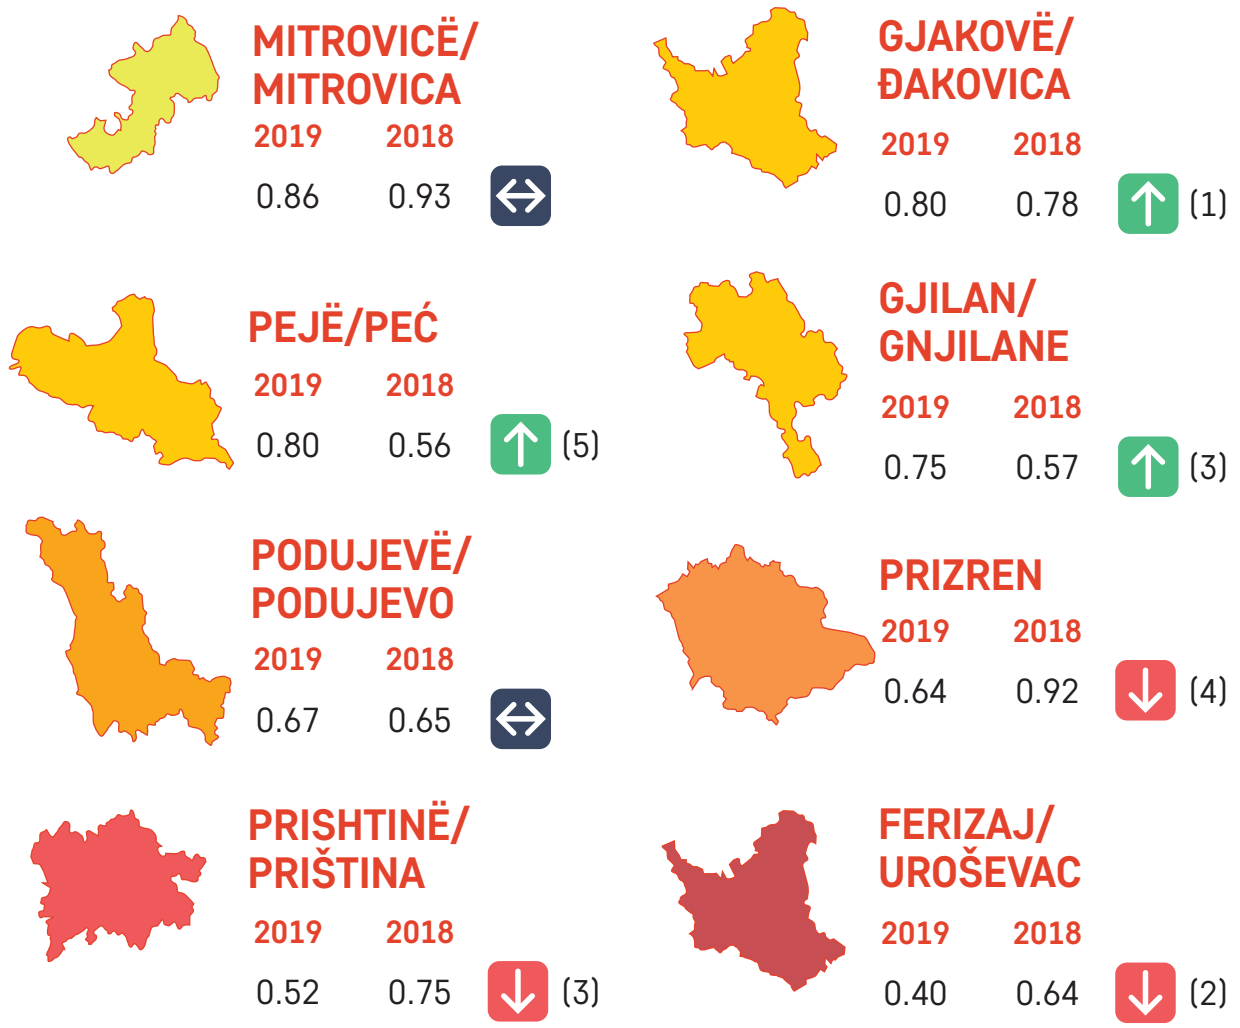 MITROVICË/
MITROVICA
2019 2018
0.86 0.93
GJAKOVË/
ĐAKOVICA
2019 2018
0.80 0.78 (1)
PEJË/PEĆ
2019 2018
0.80 0.56 (5)
GJILAN/
GNJILANE
2019 2018
0.75 0.57 (3)
PODUJEVË/
PODUJEVO
2019 2018
0.67 0.65
PRIZREN
2019 2018
0.64 0.92 (4)
PRISHTINË/
PRIŠTINA
2019 2018
0.52 0.75 (3)
FERIZAJ/
UROŠEVAC
2019 2018
0.40 0.64 (2)